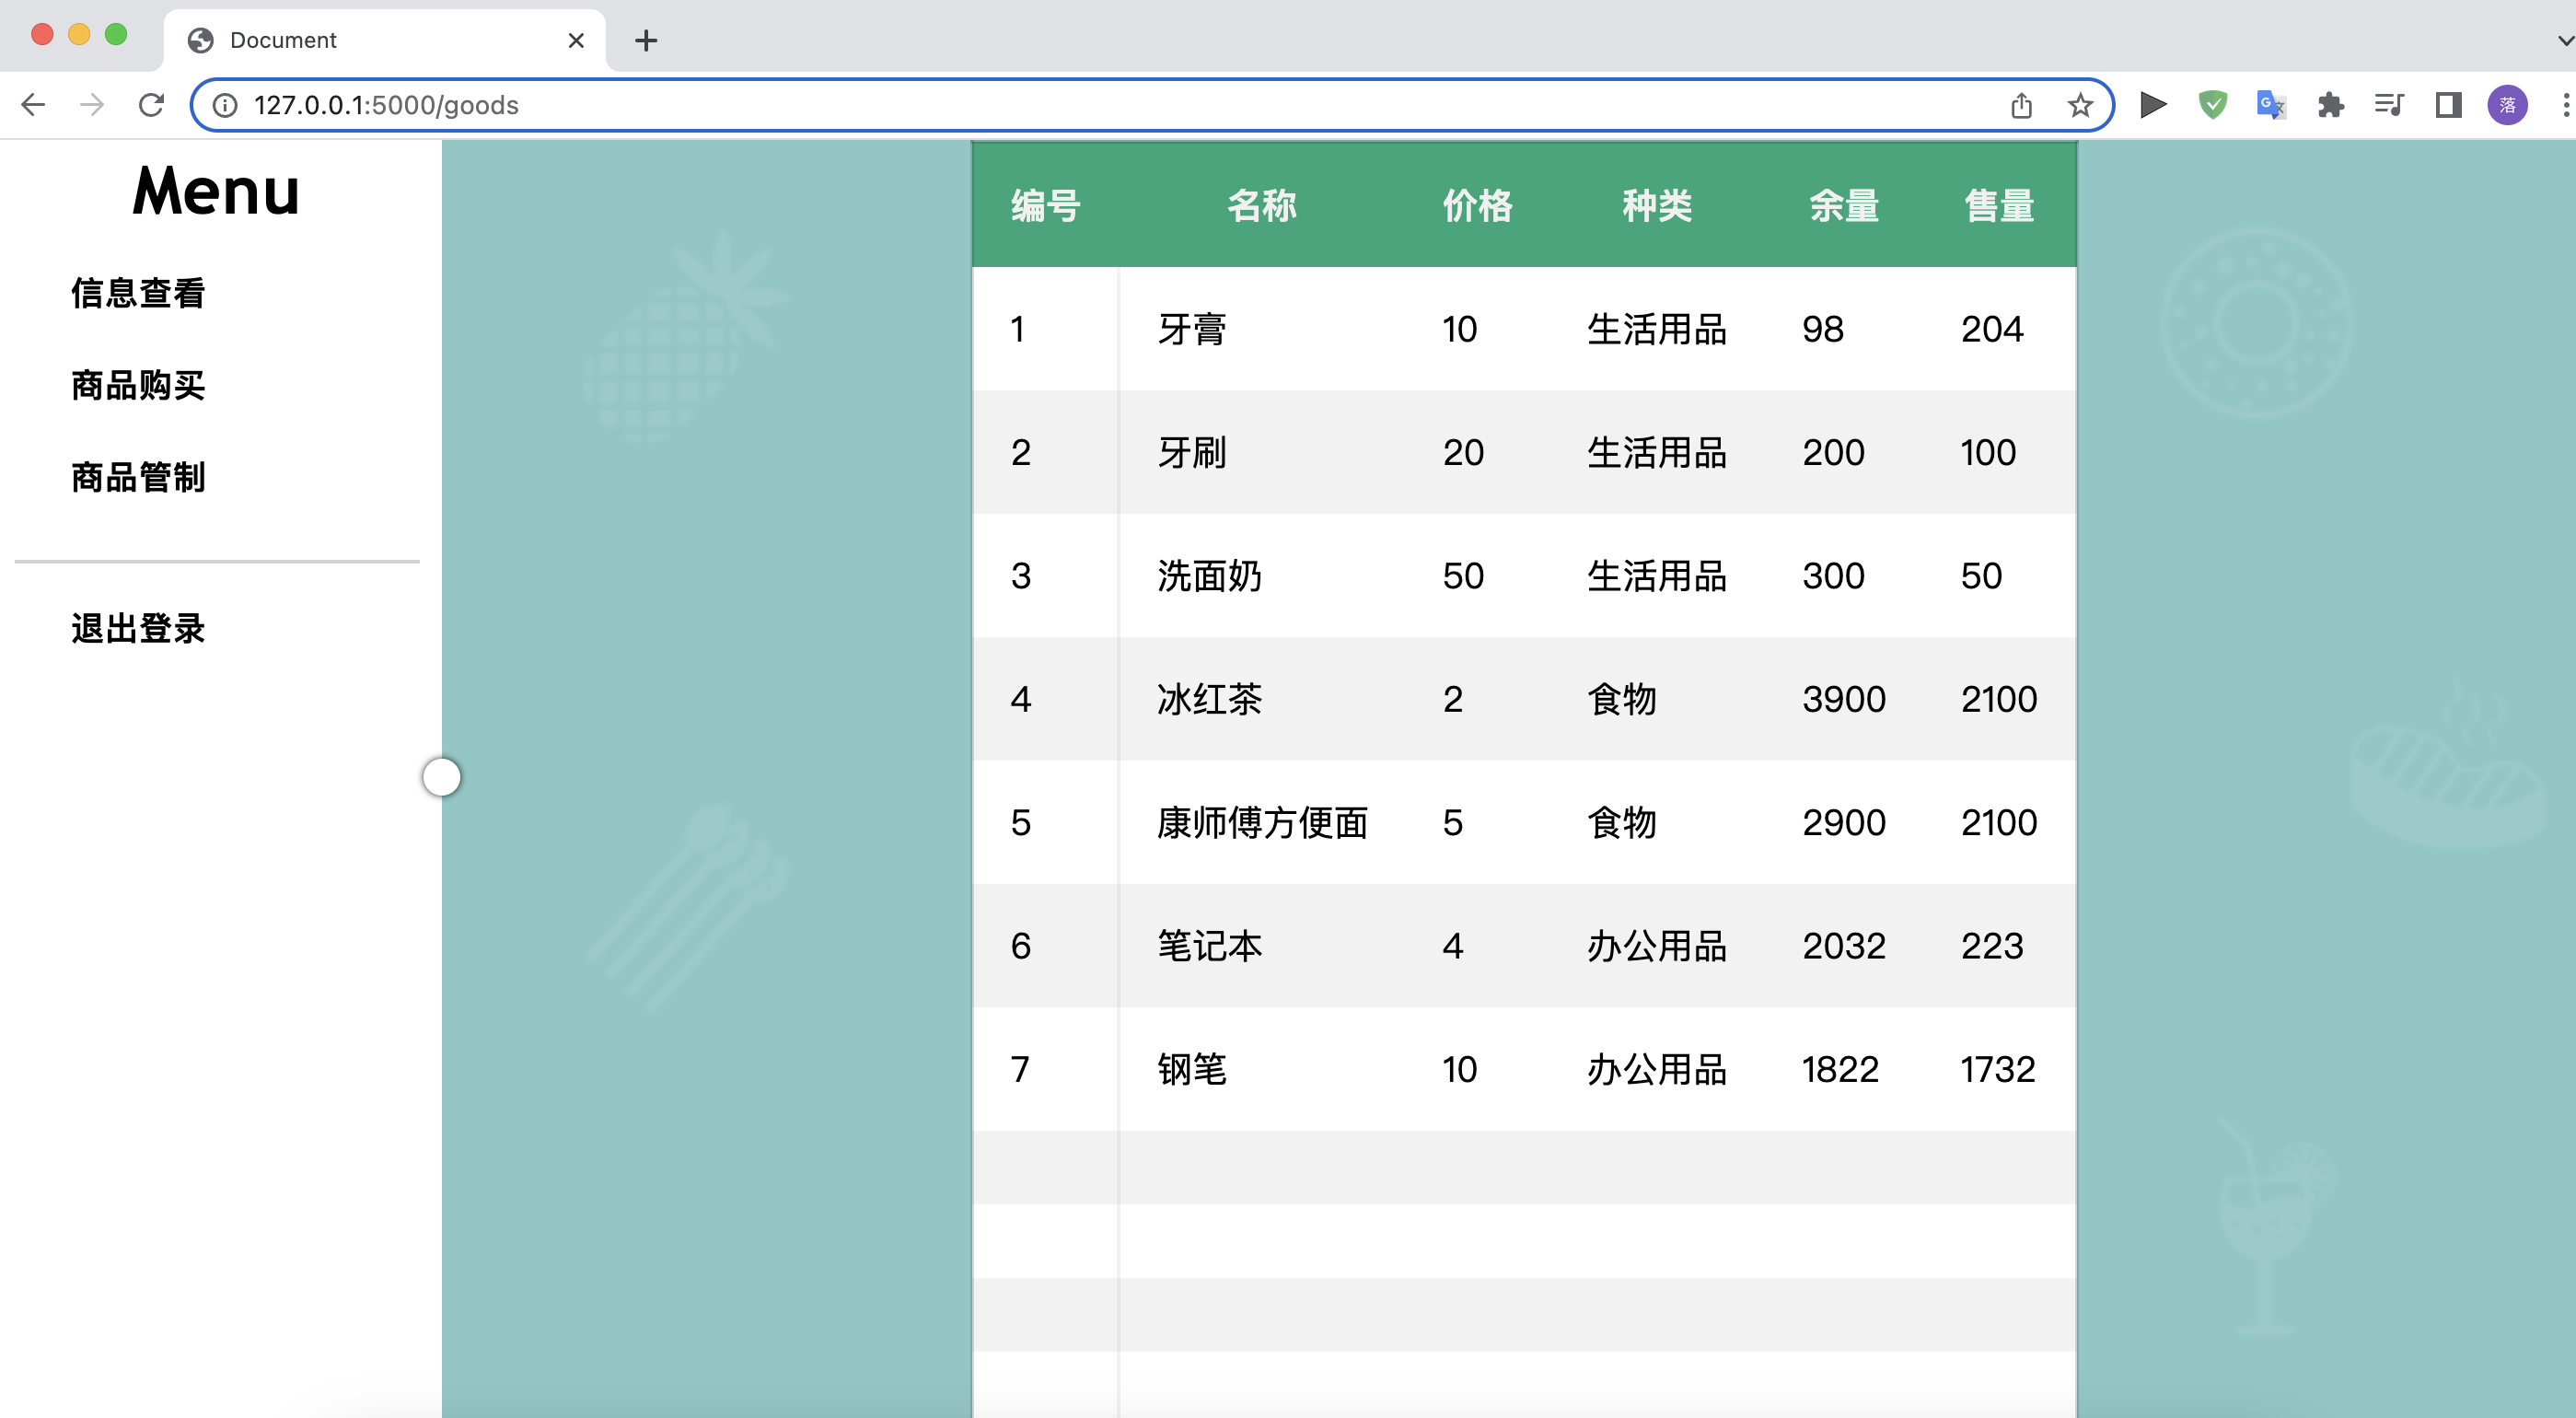 Document
127.0.0.1:5000/goods
落
Menu
信息查看
商品购买
商品管制
退出登录
编号 名称 价格 种类 余量 售量
1 牙膏 10 生活用品 98 204
2 牙刷 20 生活用品 200 100
3 洗面奶 50 生活用品 300 50
4 冰红茶 2 食物 3900 2100
5 康师傅方便面 5 食物 2900 2100
6 笔记本 4 办公用品 2032 223
7 钢笔 10 办公用品 1822 1732